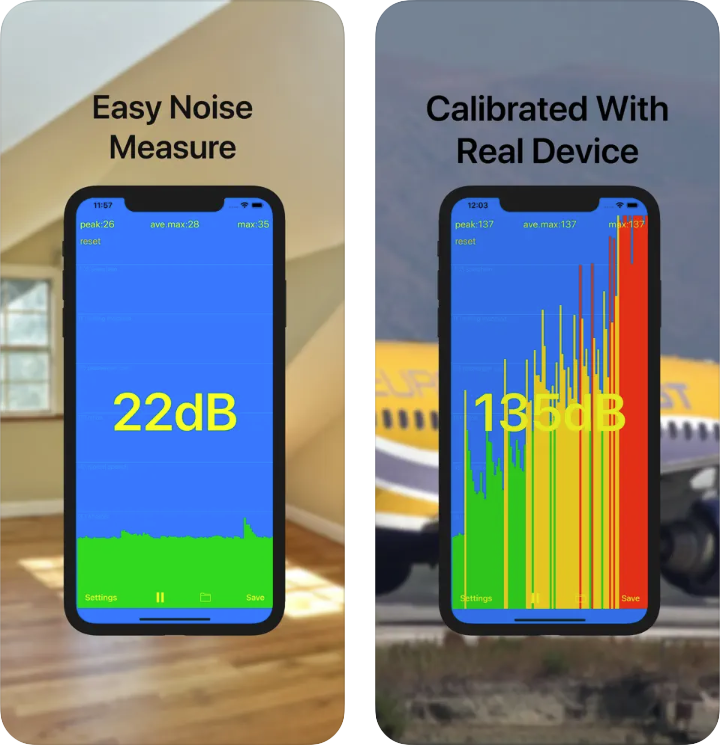 Easy Noise
Measure
11:57
peak:26 ave.max:28 max:35
reset
22dB
Settings Save
Calibrated With
Real Device
12:03
peak:137 ave.max:137 max:137
reset
135dB
Settings Save